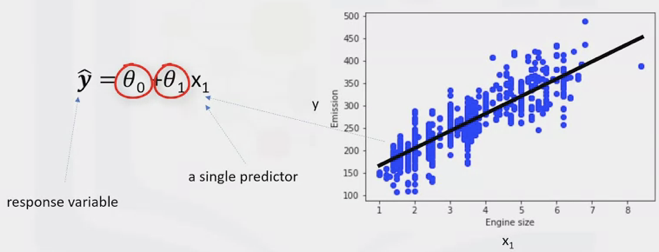 ŷ = θ0 + θ1 x1
a single predictor
response variable
y
Emission
500
450
400
350
300
250
200
150
100
1 2 3 4 5 6 7 8
Engine size
x1